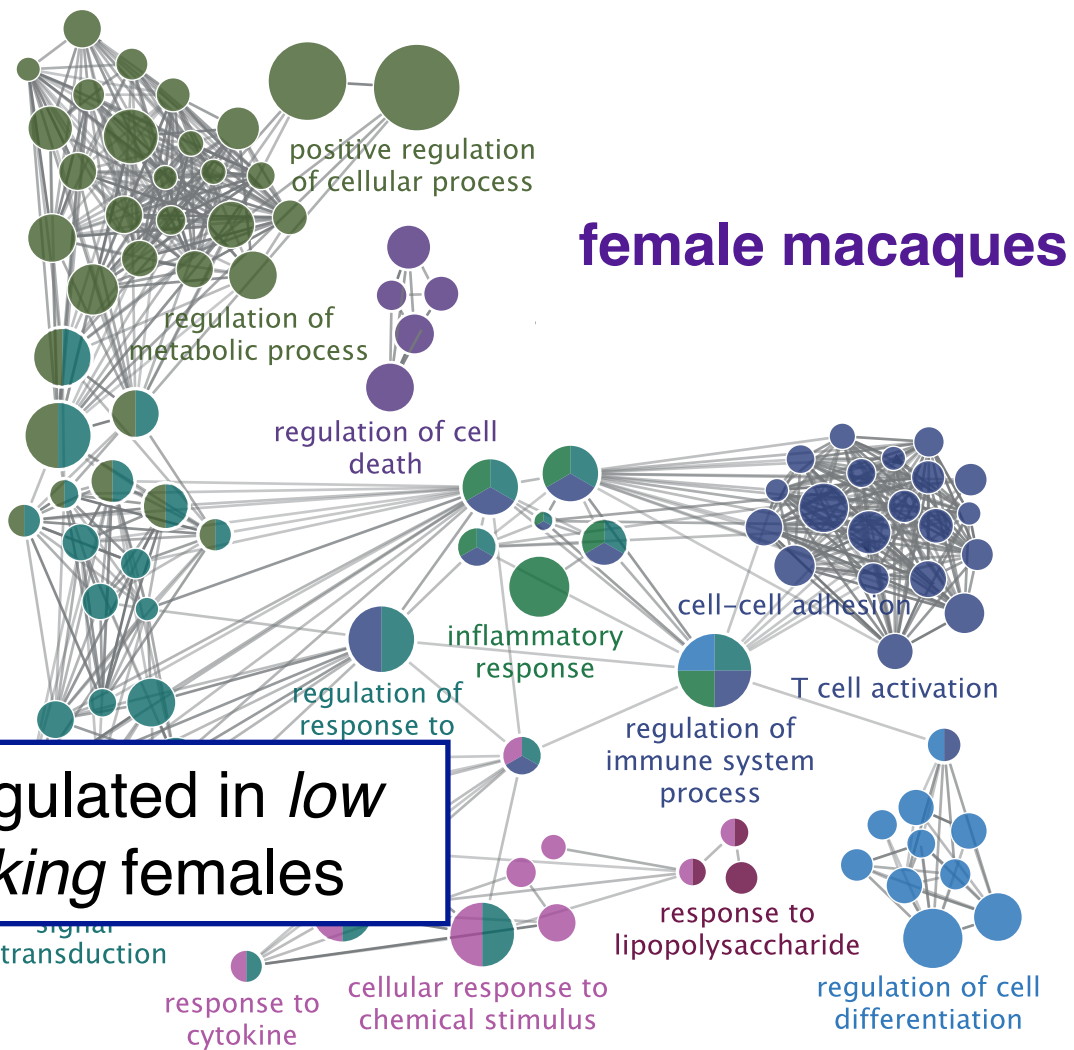 positive regulation
of cellular process
female macaques
regulation of
metabolic process
regulation of cell
death
cell-cell adhesion
inflammatory
response
T cell activation
regulation of
response to
regulation of
immune system
process
gulated in low
king females
response to
lipopolysaccharide
signal
transduction
response to
cytokine
cellular response to
chemical stimulus
regulation of cell
differentiation